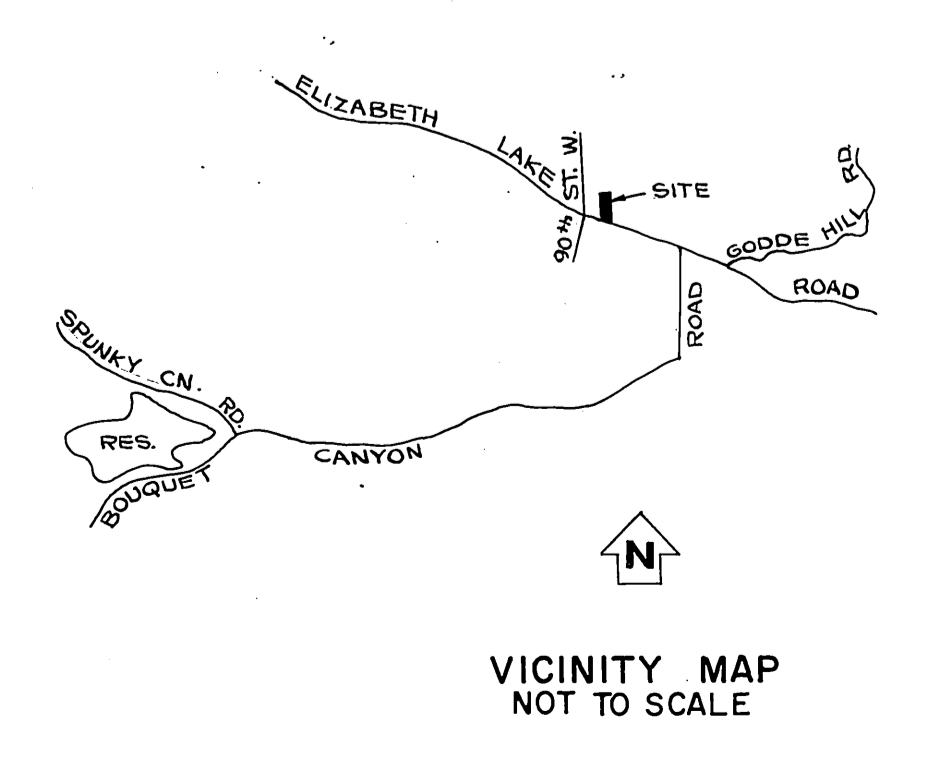 ELIZABETH LAKE ROAD
90th ST. W.
SITE
GODDE HILL RD.
ROAD
SPUNKY CN. RD.
RES.
BOUQUET CANYON
N
VICINITY MAP
NOT TO SCALE